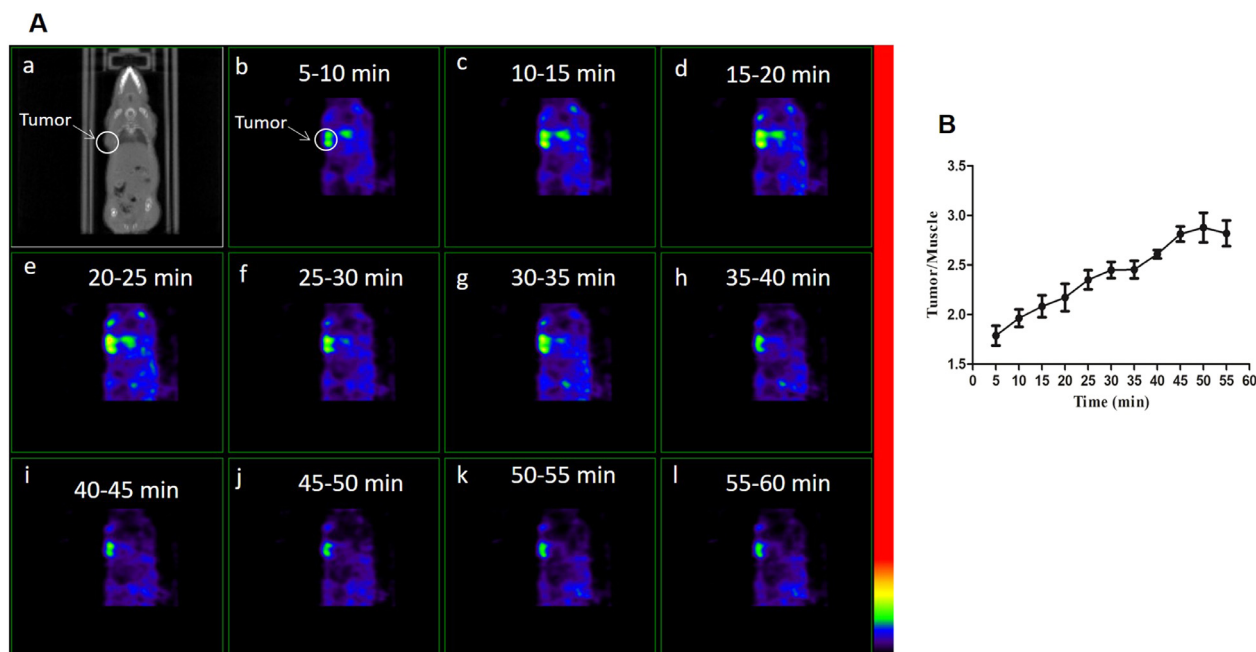 A
a
Tumor
b
5-10 min
Tumor
c
10-15 min
d
15-20 min
e
20-25 min
f
25-30 min
g
30-35 min
h
35-40 min
i
40-45 min
j
45-50 min
k
50-55 min
l
55-60 min
B
Tumor/Muscle
3.5
3.0
2.5
2.0
1.5
0 5 10 15 20 25 30 35 40 45 50 55 60
Time (min)